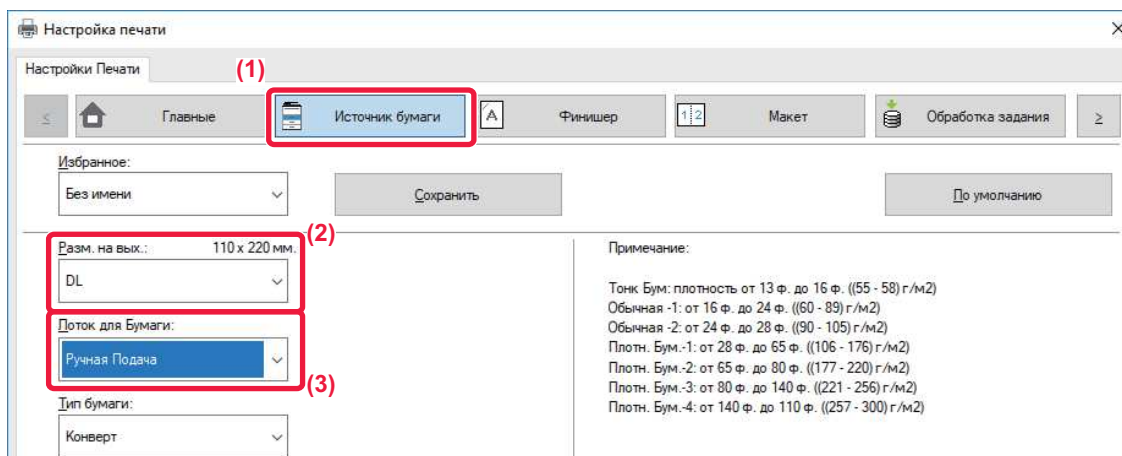 Настройка печати
Настройки Печати
(1)
Главные
Источник бумаги
A
Финишер
1 2
Макет
Обработка задания
Избранное:
Без имени
Сохранить
По умолчанию
(2)
Разм. на вых.: 110 x 220 мм.
DL
Лоток для Бумаги:
Ручная Подача
(3)
Тип бумаги:
Конверт
Примечание:
Тонк Бум: плотность от 13 ф. до 16 ф. ((55 - 58) г/м2)
Обычная -1: от 16 ф. до 24 ф. ((60 - 89) г/м2)
Обычная -2: от 24 ф. до 28 ф. ((90 - 105) г/м2)
Плотн. Бум.-1: от 28 ф. до 65 ф. ((106 - 176) г/м2)
Плотн. Бум.-2: от 65 ф. до 80 ф. ((177 - 220) г/м2)
Плотн. Бум.-3: от 80 ф. до 140 ф. ((221 - 256) г/м2)
Плотн. Бум.-4: от 140 ф. до 110 ф. ((257 - 300) г/м2)